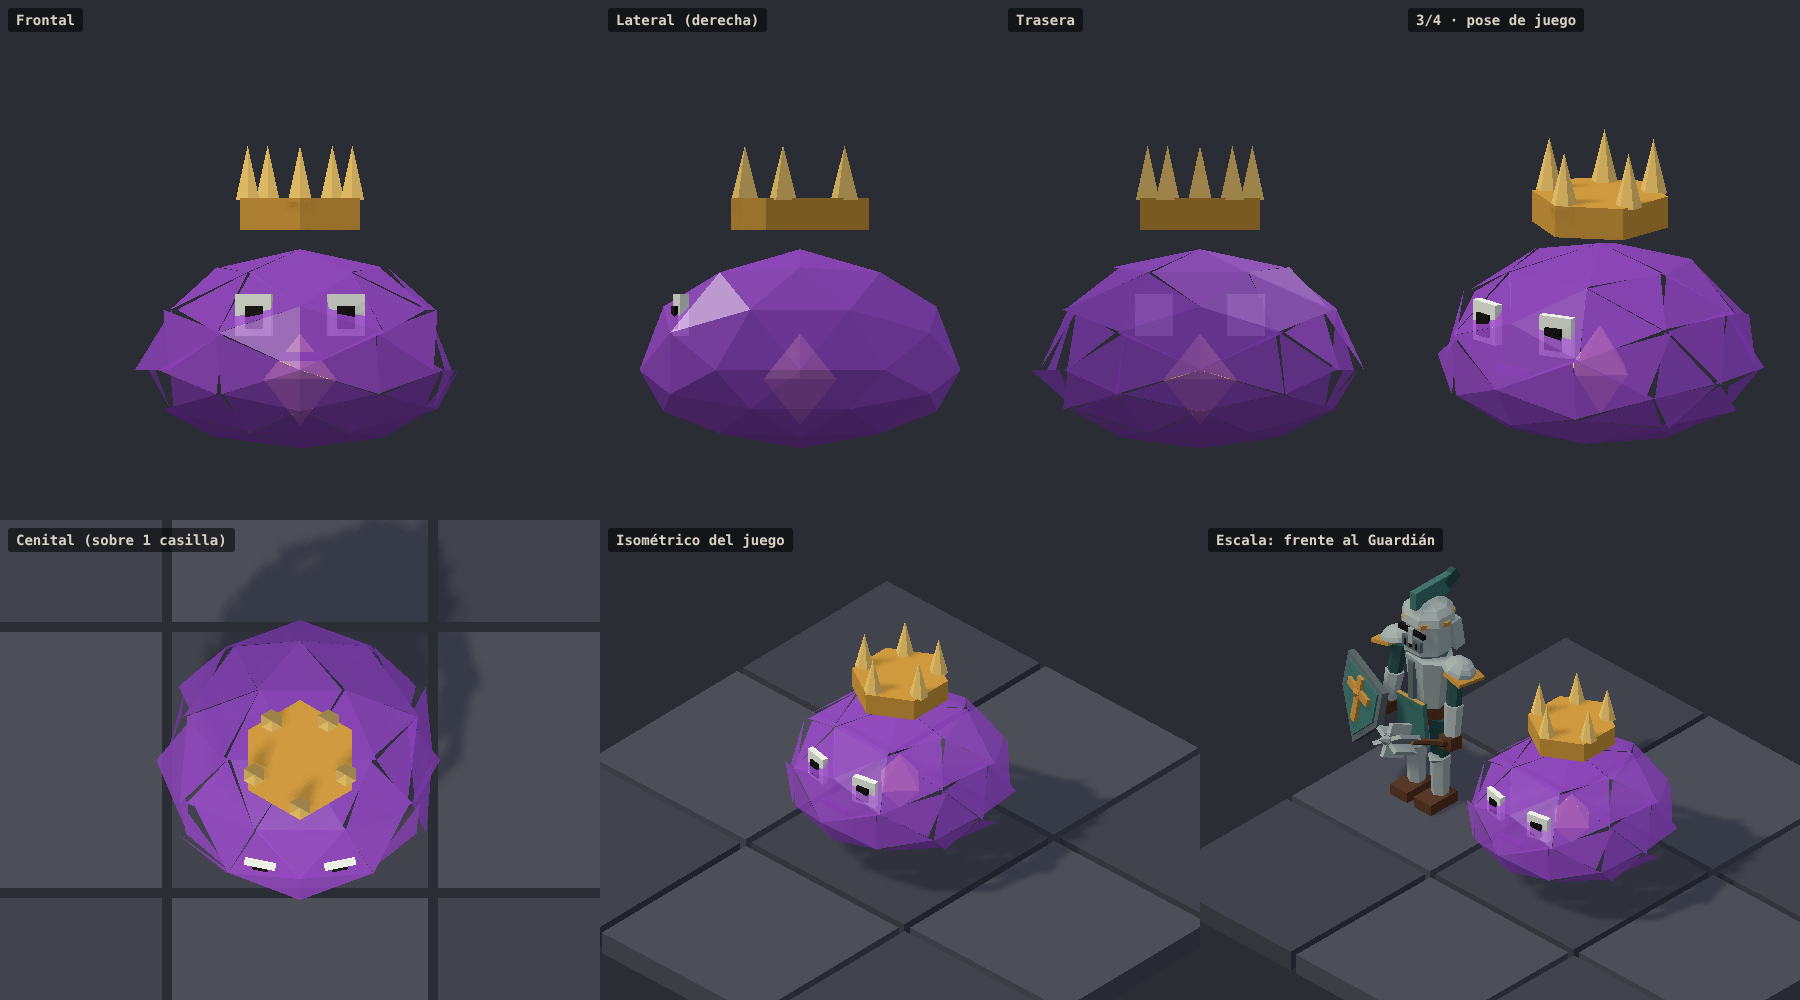 Frontal
Lateral (derecha)
Trasera
3/4 · pose de juego
Cenital (sobre 1 casilla)
Isométrico del juego
Escala: frente al Guardián